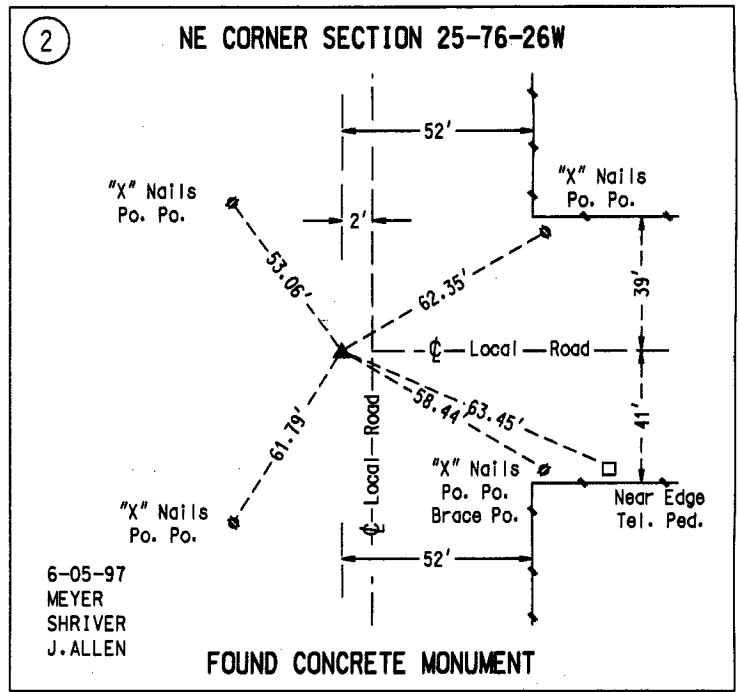 2
NE CORNER SECTION 25-76-26W
52'
"X" Nails
Po. Po.
"X" Nails
Po. Po.
2'
53.06'
62.35'
39'
℄ Local Road
61.79'
58.44'
63.45'
41'
℄ Local Road
"X" Nails
Po. Po.
Brace Po.
Near Edge
Tel. Ped.
"X" Nails
Po. Po.
52'
6-05-97
MEYER
SHRIVER
J.ALLEN
FOUND CONCRETE MONUMENT